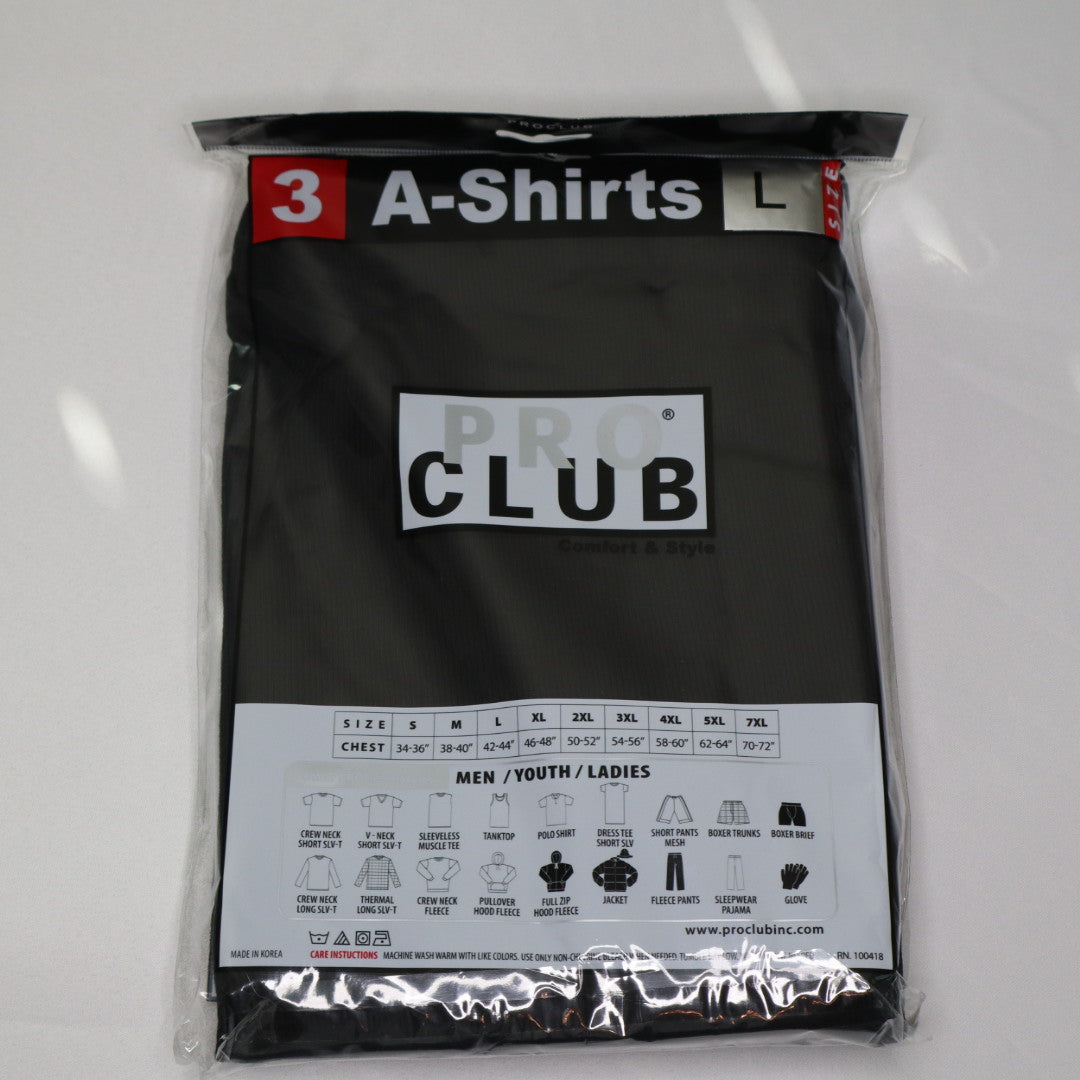 PROCLUB
3 A-Shirts L SIZE
PRO®
CLUB
Comfort & Style
SIZE S M L XL 2XL 3XL 4XL 5XL 7XL
CHEST 34-36" 38-40" 42-44" 46-48" 50-52" 54-56" 58-60" 62-64" 70-72"
MEN / YOUTH / LADIES
CREW NECK SHORT SLV-T
V - NECK SHORT SLV-T
SLEEVELESS MUSCLE TEE
TANKTOP
POLO SHIRT
DRESS TEE SHORT SLV
SHORT PANTS MESH
BOXER TRUNKS
BOXER BRIEF
CREW NECK LONG SLV-T
THERMAL LONG SLV-T
CREW NECK FLEECE
PULLOVER HOOD FLEECE
FULL ZIP HOOD FLEECE
JACKET
FLEECE PANTS
SLEEPWEAR PAJAMA
GLOVE
www.proclubinc.com
MADE IN KOREA CARE INSTUCTIONS MACHINE WASH WARM WITH LIKE COLORS. USE ONLY NON-CHLORINE BLEACH WHEN NEEDED. TUMBLE RN. 100418